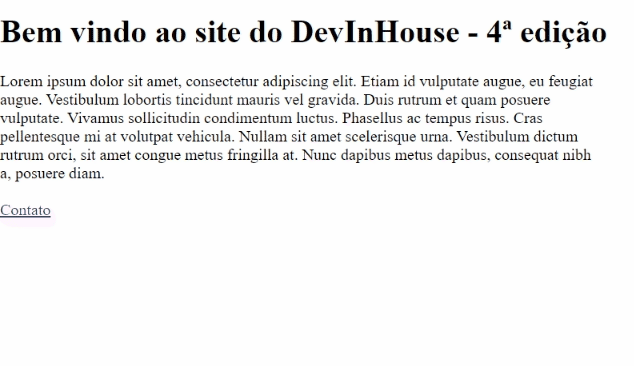 Bem vindo ao site do DevInHouse - 4ª edição
Lorem ipsum dolor sit amet, consectetur adipiscing elit. Etiam id vulputate augue, eu feugiat
augue. Vestibulum lobortis tincidunt mauris vel gravida. Duis rutrum et quam posuere
vulputate. Vivamus sollicitudin condimentum luctus. Phasellus ac tempus risus. Cras
pellentesque mi at volutpat vehicula. Nullam sit amet scelerisque urna. Vestibulum dictum
rutrum orci, sit amet congue metus fringilla at. Nunc dapibus metus dapibus, consequat nibh
a, posuere diam.
Contato